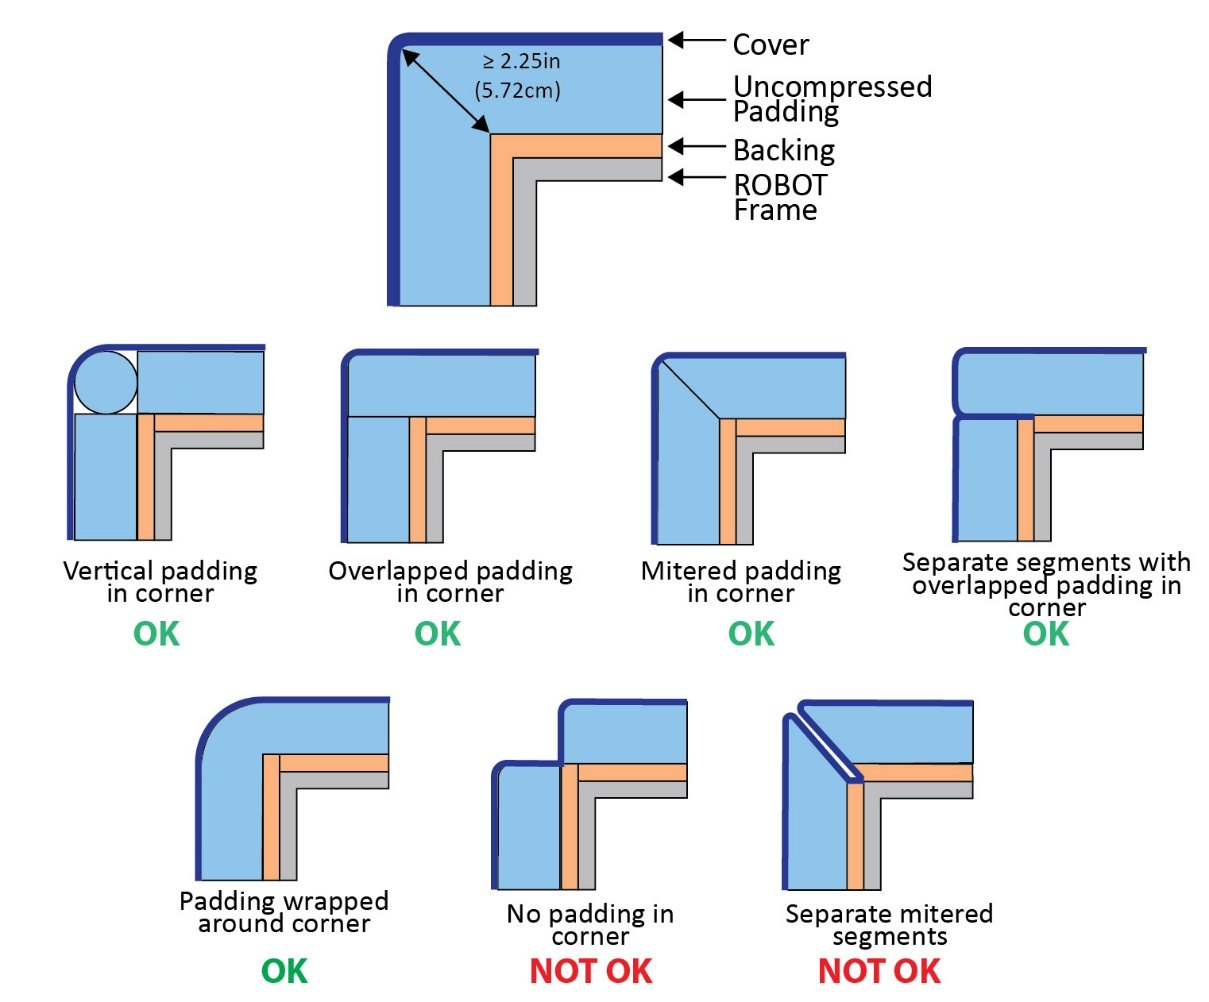 ≥ 2.25in
(5.72cm)
Cover
Uncompressed
Padding
Backing
ROBOT
Frame
Vertical padding
in corner
OK
Overlapped padding
in corner
OK
Mitered padding
in corner
OK
Separate segments with
overlapped padding in
corner
OK
Padding wrapped
around corner
OK
No padding in
corner
NOT OK
Separate mitered
segments
NOT OK